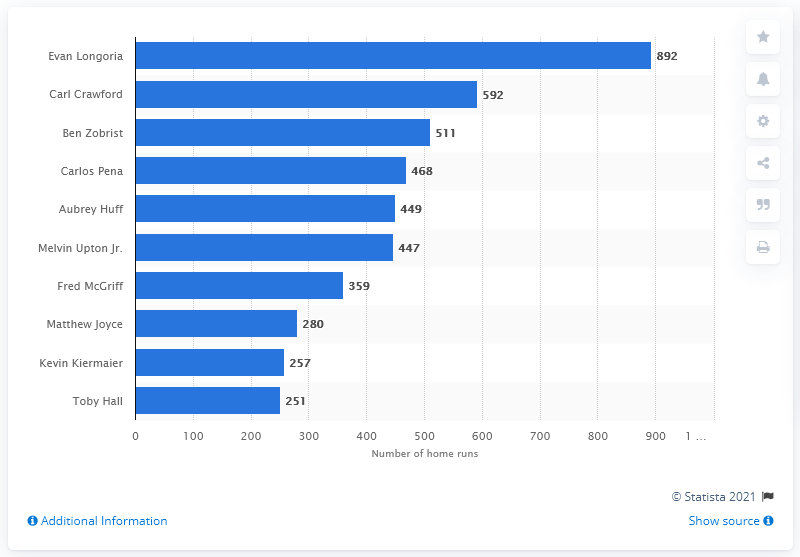 Evan Longoria 892
Carl Crawford 592
Ben Zobrist 511
Carlos Pena 468
Aubrey Huff 449
Melvin Upton Jr. 447
Fred McGriff 359
Matthew Joyce 280
Kevin Kiermaier 257
Toby Hall 251
0 100 200 300 400 500 600 700 800 900 1 ...
Number of home runs
© Statista 2021
Additional Information Show source